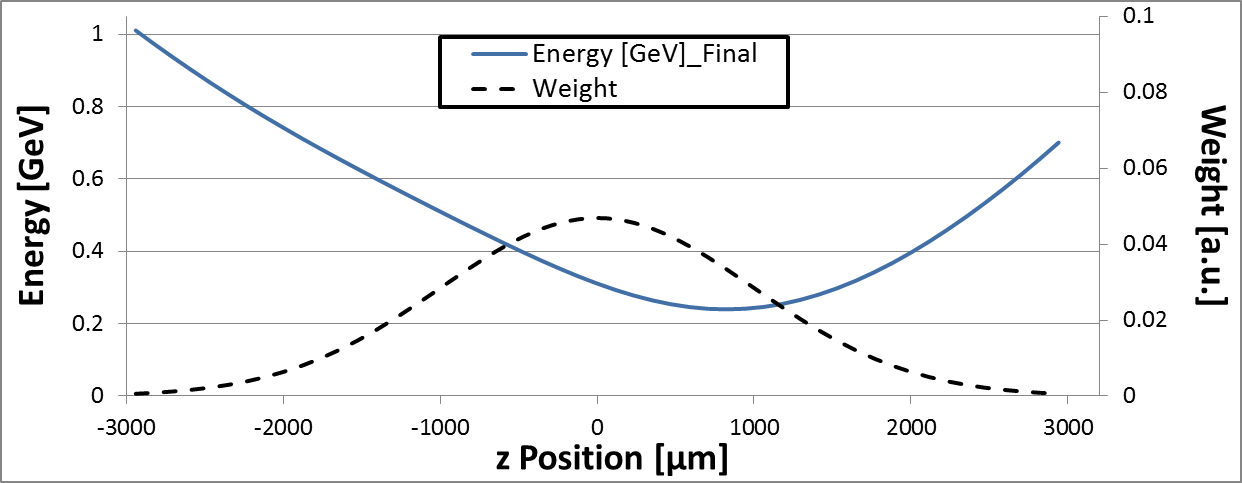 Energy [GeV]_Final
Weight
Energy [GeV]
1
0.8
0.6
0.4
0.2
0
0.1
0.08
0.06
0.04
0.02
0
Weight [a.u.]
-3000 -2000 -1000 0 1000 2000 3000
z Position [μm]